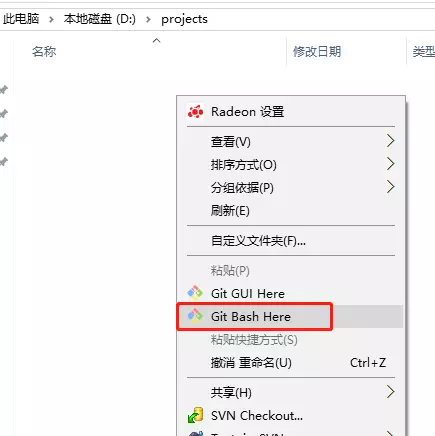 此电脑 › 本地磁盘 (D:) › projects
名称 修改日期 类型
Radeon 设置
查看(V)
排序方式(O)
分组依据(P)
刷新(E)
自定义文件夹(F)...
粘贴(P)
Git GUI Here
Git Bash Here
粘贴快捷方式(S)
撤消 重命名(U) Ctrl+Z
共享(H)
SVN Checkout...